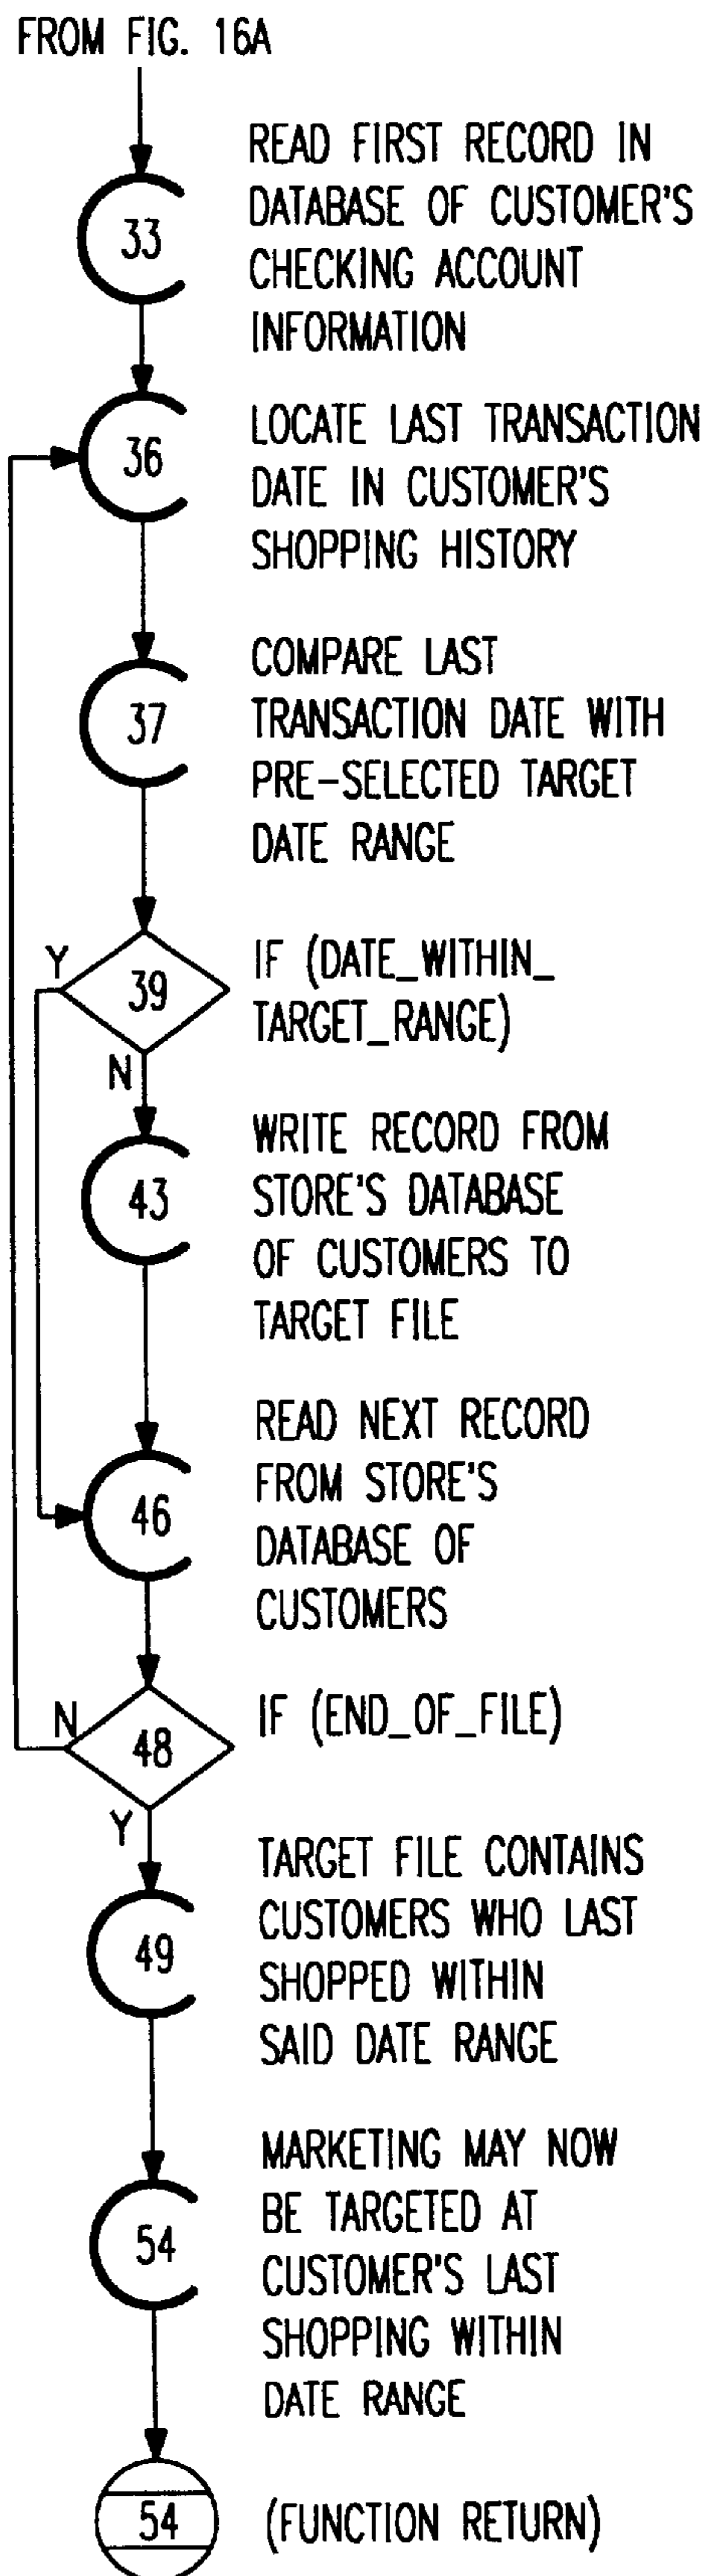 FROM FIG. 16A
33
READ FIRST RECORD IN
DATABASE OF CUSTOMER'S
CHECKING ACCOUNT
INFORMATION
36
LOCATE LAST TRANSACTION
DATE IN CUSTOMER'S
SHOPPING HISTORY
37
COMPARE LAST
TRANSACTION DATE WITH
PRE-SELECTED TARGET
DATE RANGE
Y
39
IF (DATE_WITHIN_
TARGET_RANGE)
N
43
WRITE RECORD FROM
STORE'S DATABASE
OF CUSTOMERS TO
TARGET FILE
46
READ NEXT RECORD
FROM STORE'S
DATABASE OF
CUSTOMERS
N
48
IF (END_OF_FILE)
Y
49
TARGET FILE CONTAINS
CUSTOMERS WHO LAST
SHOPPED WITHIN
SAID DATE RANGE
54
MARKETING MAY NOW
BE TARGETED AT
CUSTOMER'S LAST
SHOPPING WITHIN
DATE RANGE
54
(FUNCTION RETURN)